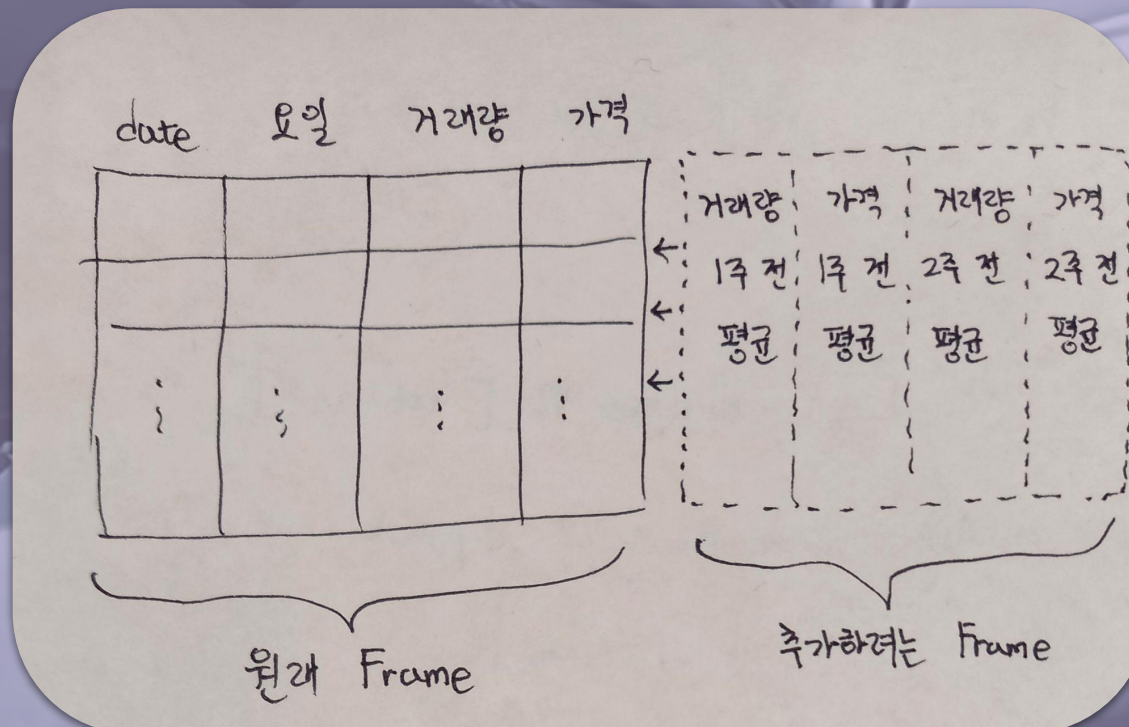 date 요일 거래량 가격
거래량 가격 거래량 가격
1주 전 1주 전 2주 전 2주 전
평균 평균 평균 평균
원래 Frame
추가하려는 Frame